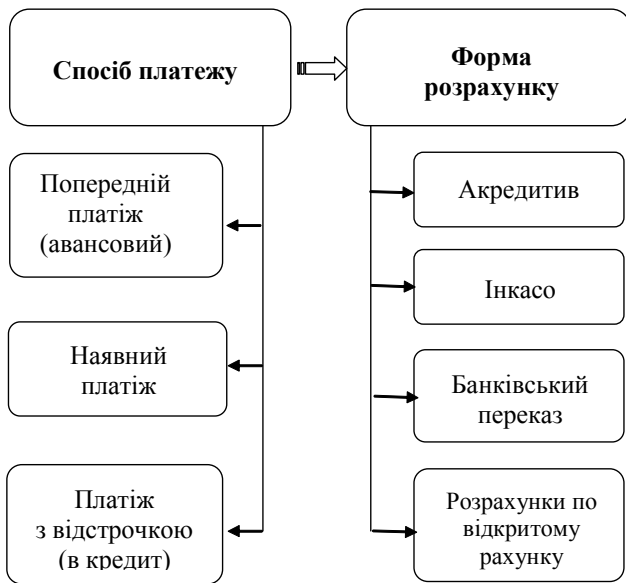 Спосіб платежу
Форма
розрахунку
Попередній
платіж
(авансовий)
Наявний
платіж
Платіж
з відстрочкою
(в кредит)
Акредитив
Інкасо
Банківський
переказ
Розрахунки по
відкритому
рахунку